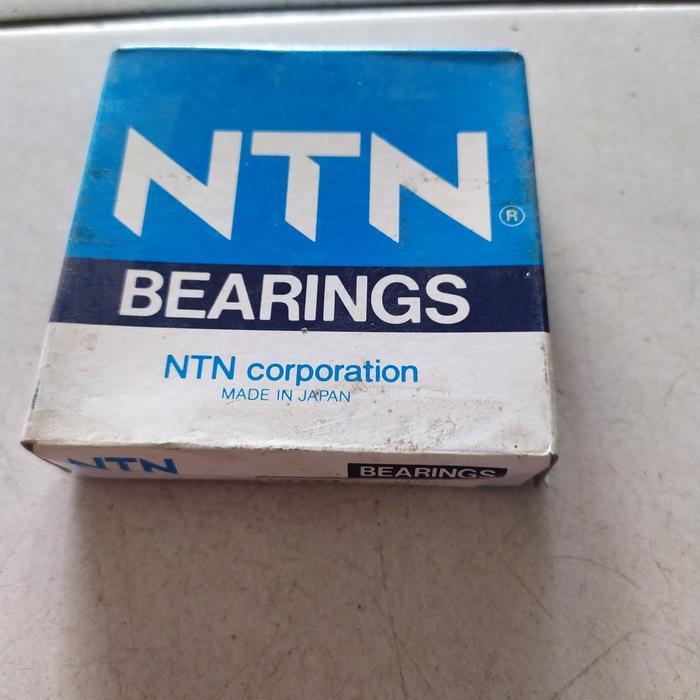 NTN®
BEARINGS
NTN corporation
MADE IN JAPAN
NTN
BEARINGS